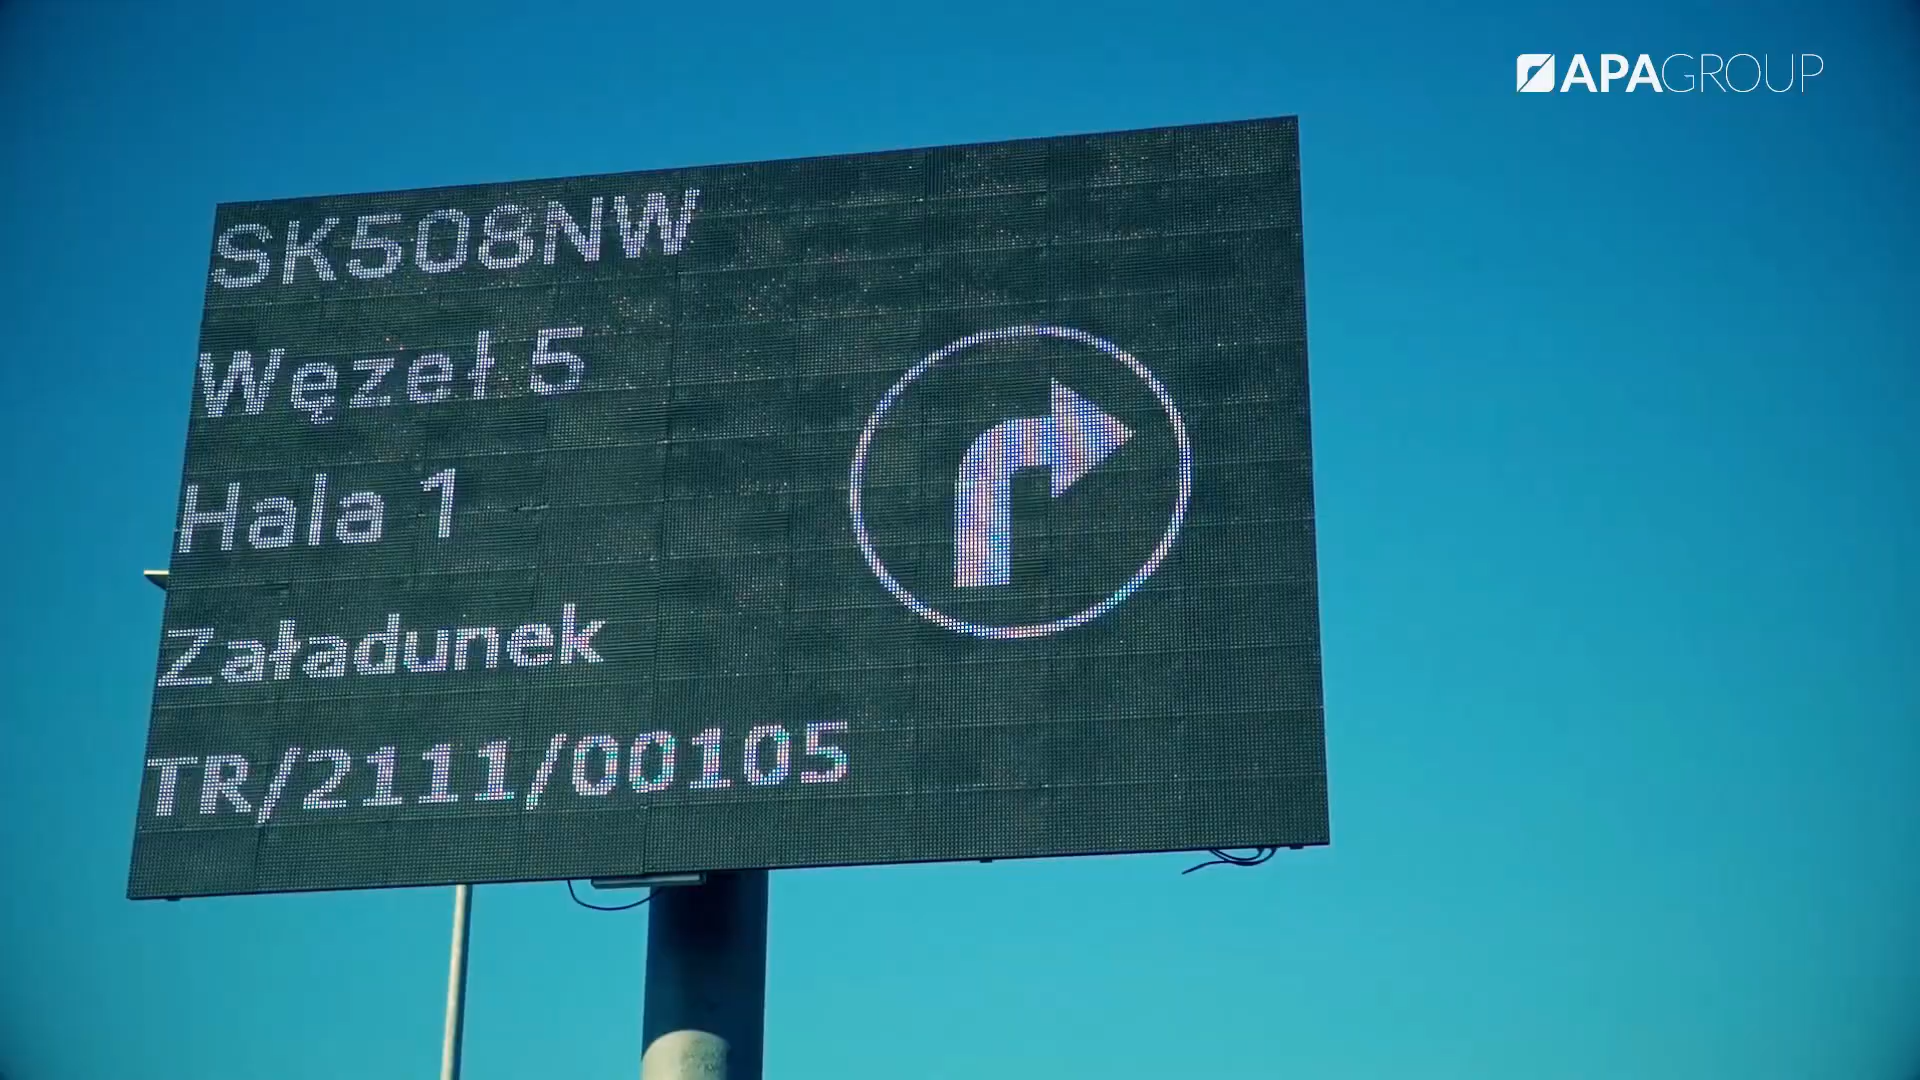 APAGROUP
SK508NW
Węzeł 5
Hala 1
Załadunek
TR/2111/00105